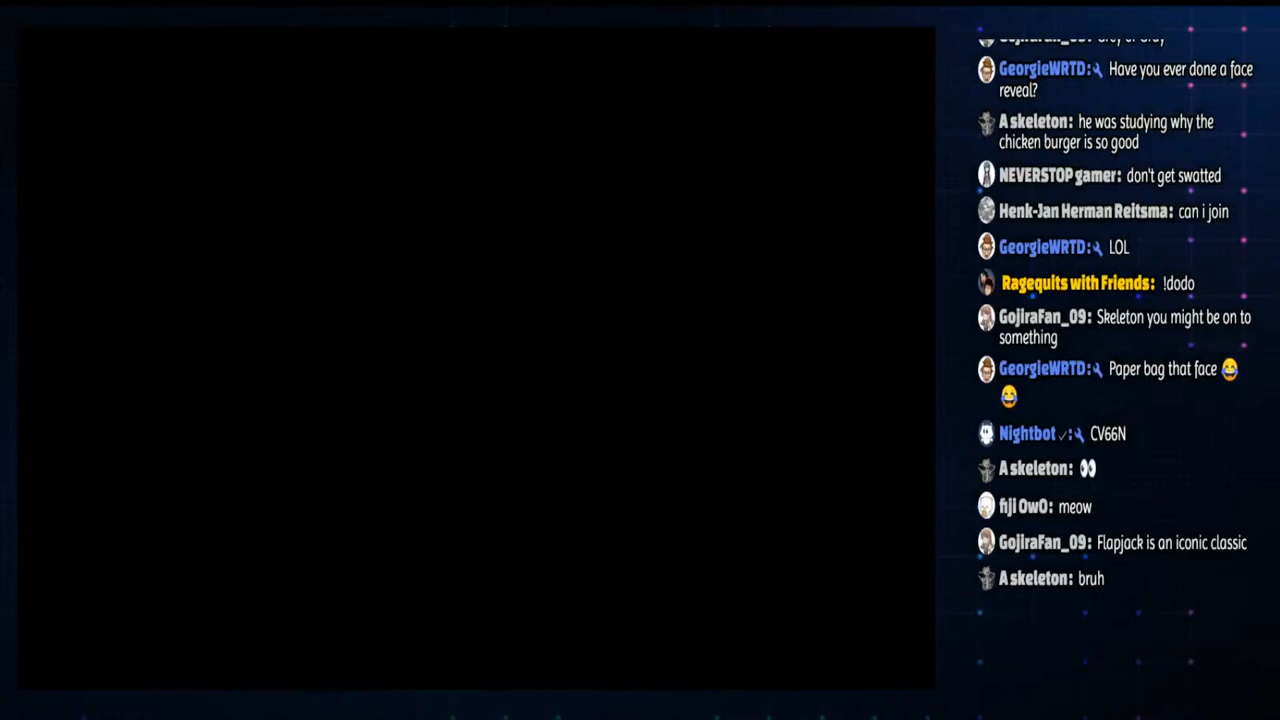 GeorgieWRTD: Have you ever done a face
reveal?
A skeleton: he was studying why the
chicken burger is so good
NEVERSTOP gamer: don't get swatted
Henk-Jan Herman Reitsma: can i join
GeorgieWRTD: LOL
Ragequits with Friends: !dodo
GojiraFan_09: Skeleton you might be on to
something
GeorgieWRTD: Paper bag that face 😂
😂
Nightbot ✓: CV66N
A skeleton: 👀
fiji OwO: meow
GojiraFan_09: Flapjack is an iconic classic
A skeleton: bruh